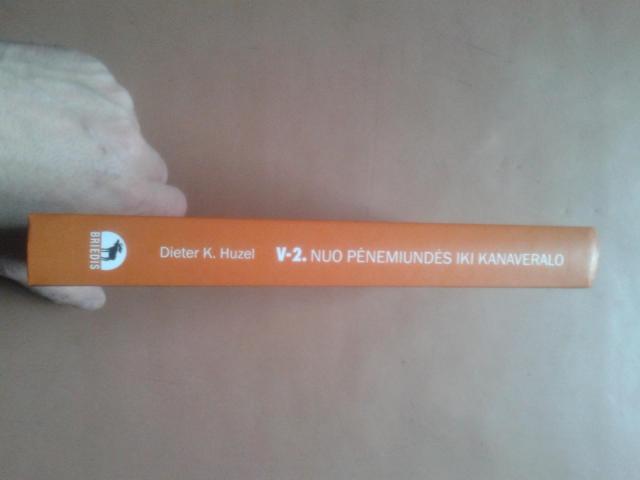 BRIEDIS
Dieter K. Huzel
V-2. NUO PĖNEMIUNDĖS IKI KANAVERALO